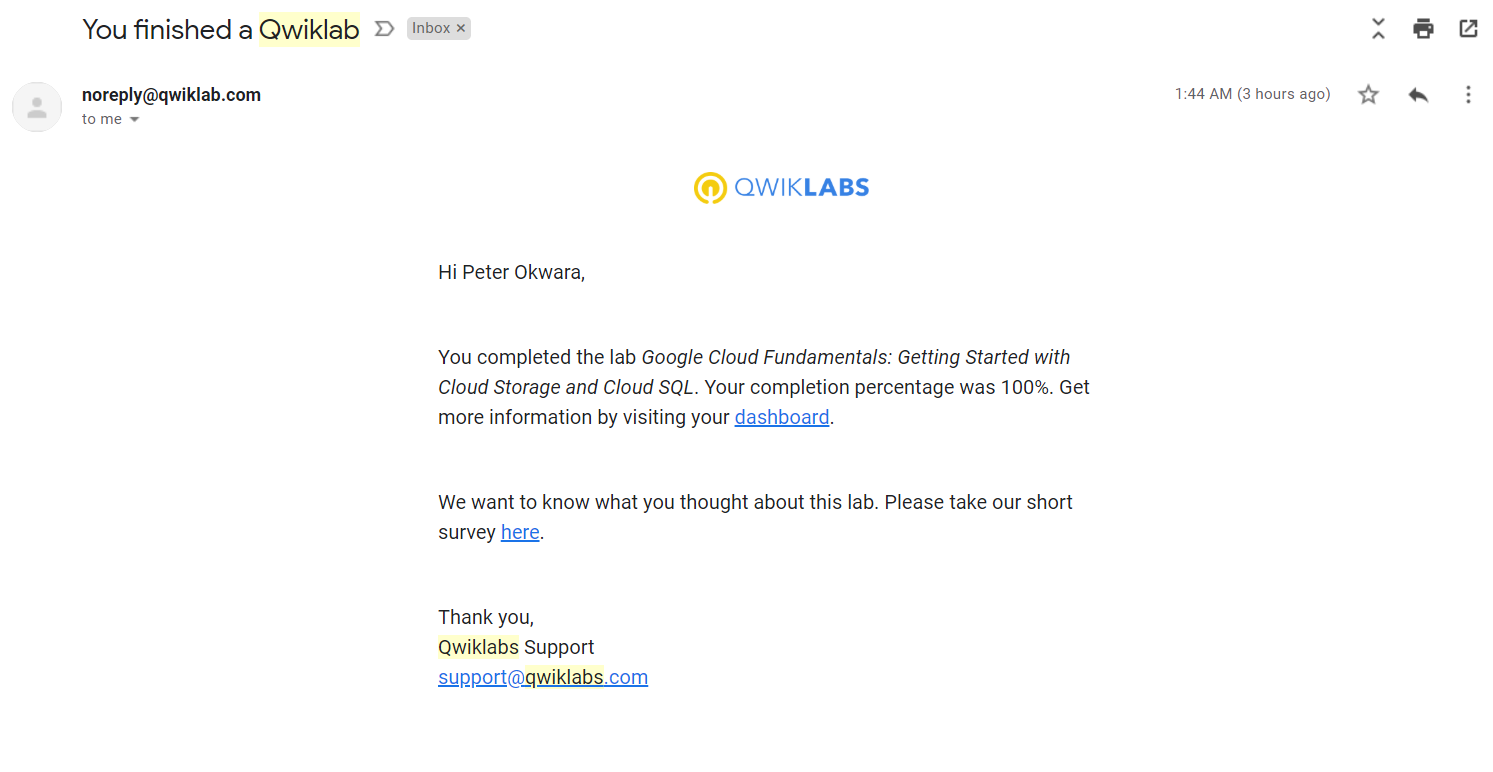 You finished a Qwiklab Inbox ×
noreply@qwiklab.com 1:44 AM (3 hours ago)
to me
QWIKLABS
Hi Peter Okwara,
You completed the lab Google Cloud Fundamentals: Getting Started with
Cloud Storage and Cloud SQL. Your completion percentage was 100%. Get
more information by visiting your dashboard.
We want to know what you thought about this lab. Please take our short
survey here.
Thank you,
Qwiklabs Support
support@qwiklabs.com